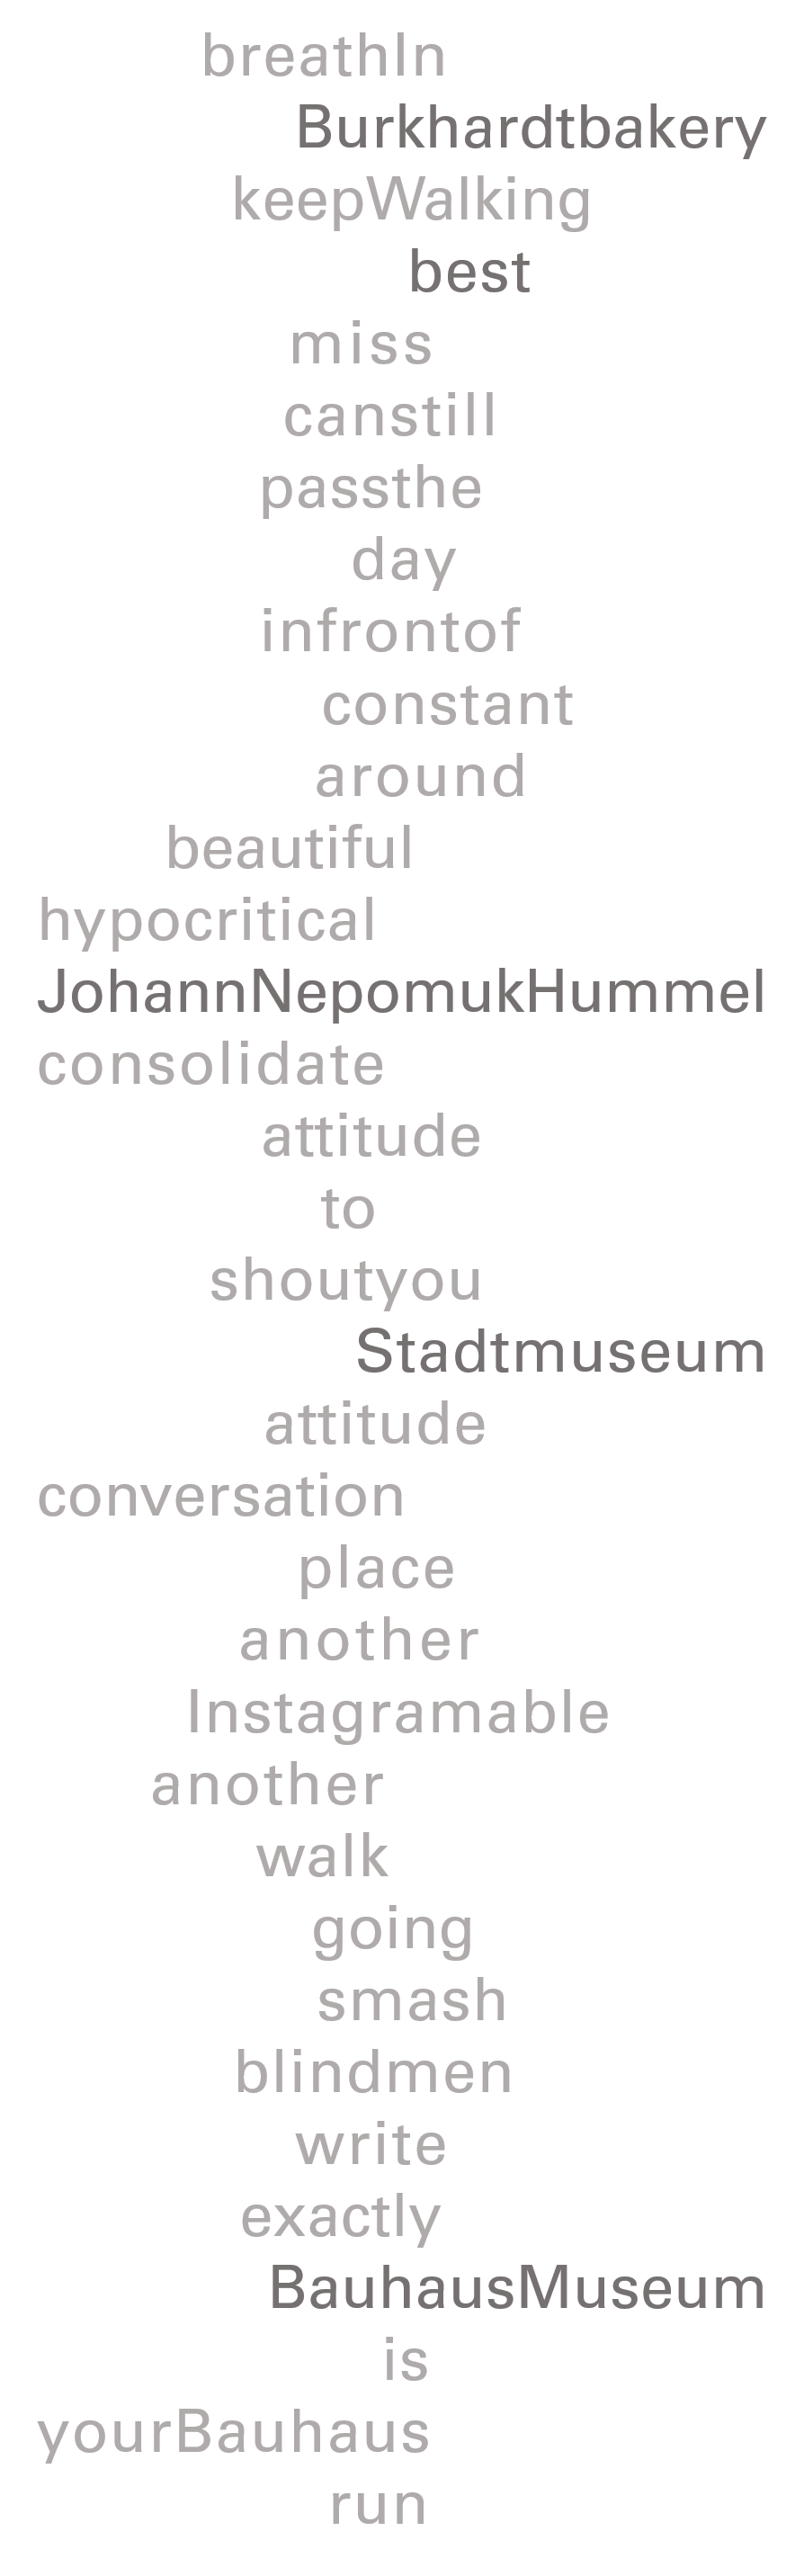 breathIn
Burkhardtbakery
keepWalking
best
miss
canstill
passthe
day
infrontof
constant
around
beautiful
hypocritical
JohannNepomukHummel
consolidate
attitude
to
shoutyou
Stadtmuseum
attitude
conversation
place
another
Instagramable
another
walk
going
smash
blindmen
write
exactly
BauhausMuseum
is
yourBauhaus
run